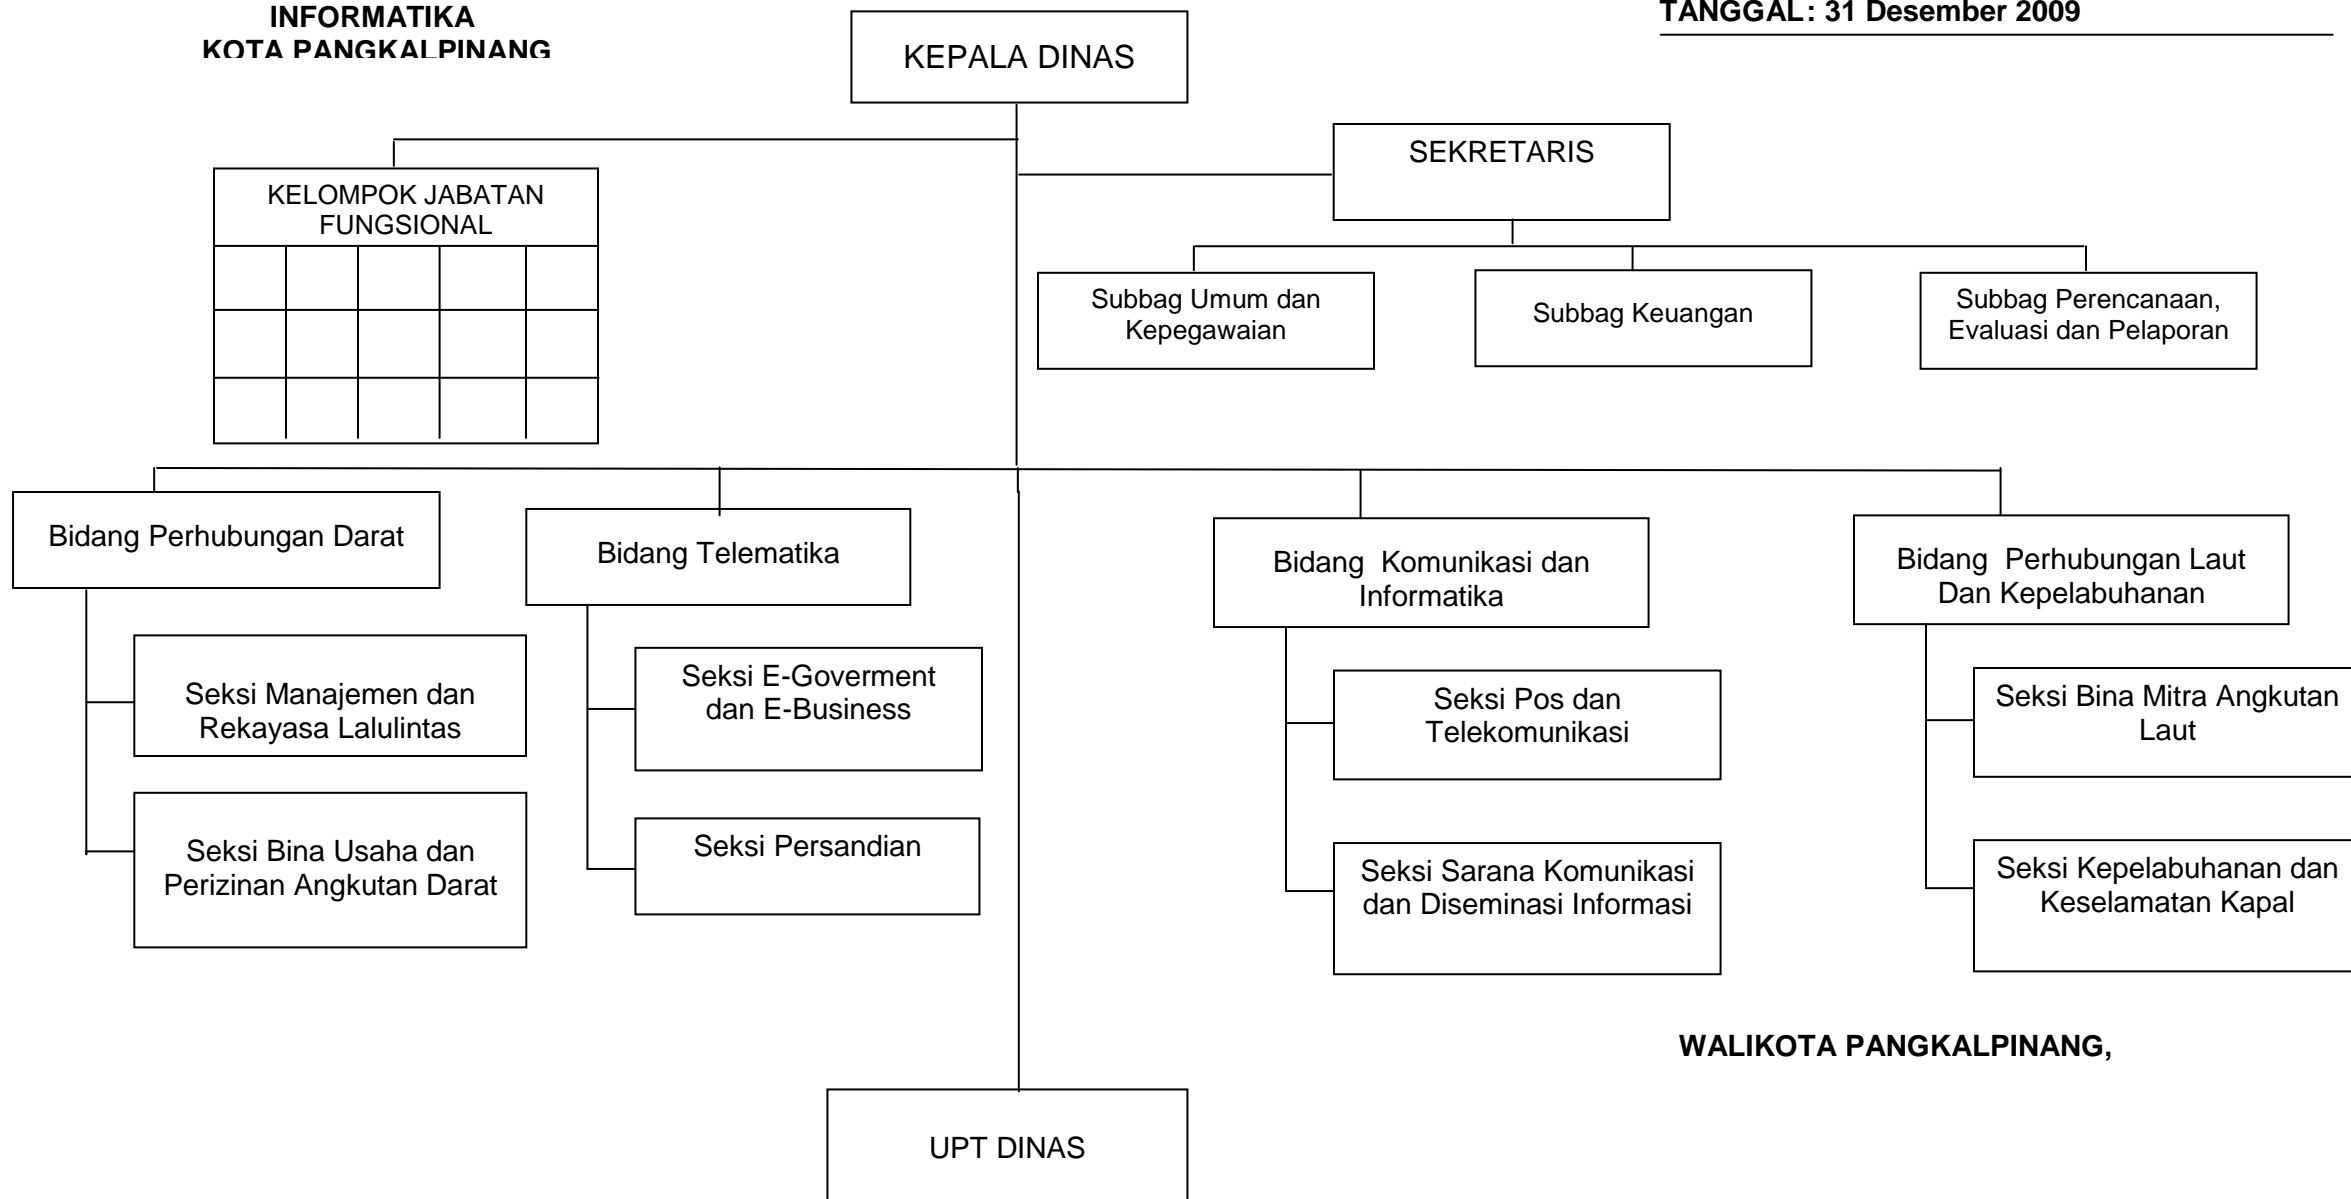 INFORMATIKA
KOTA PANGKALPINANG
TANGGAL: 31 Desember 2009
KEPALA DINAS
SEKRETARIS
KELOMPOK JABATAN
FUNGSIONAL
Subbag Umum dan
Kepegawaian
Subbag Keuangan
Subbag Perencanaan,
Evaluasi dan Pelaporan
Bidang Perhubungan Darat
Bidang Telematika
Bidang Komunikasi dan
Informatika
Bidang Perhubungan Laut
Dan Kepelabuhanan
Seksi Manajemen dan
Rekayasa Lalulintas
Seksi E-Goverment
dan E-Business
Seksi Pos dan
Telekomunikasi
Seksi Bina Mitra Angkutan
Laut
Seksi Bina Usaha dan
Perizinan Angkutan Darat
Seksi Persandian
Seksi Sarana Komunikasi
dan Diseminasi Informasi
Seksi Kepelabuhanan dan
Keselamatan Kapal
WALIKOTA PANGKALPINANG,
UPT DINAS